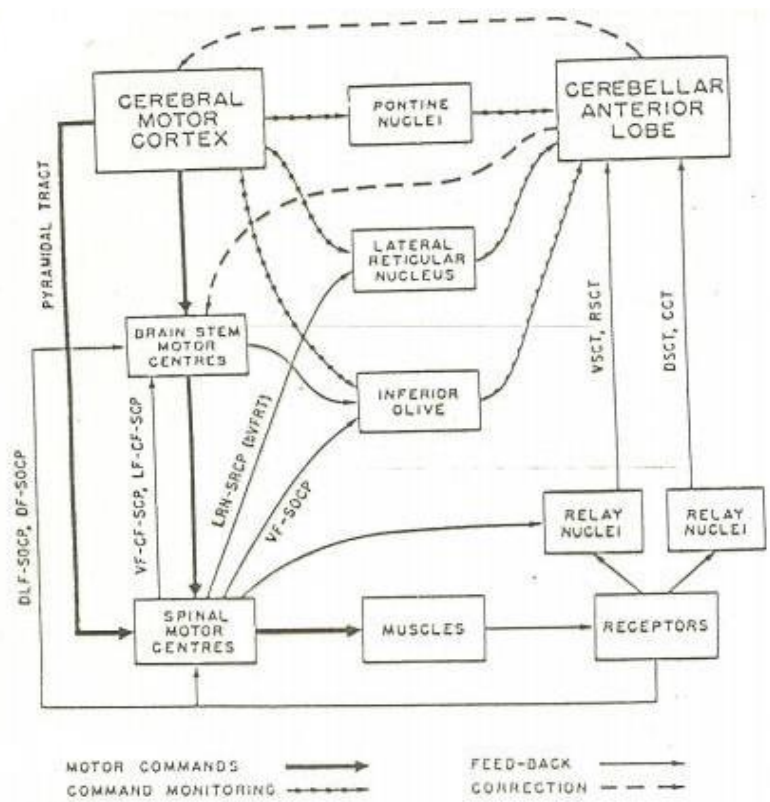 CEREBRAL
MOTOR
CORTEX
PONTINE
NUCLEI
CEREBELLAR
ANTERIOR
LOBE
PYRAMIDAL TRACT
LATERAL
RETICULAR
NUCLEUS
BRAIN STEM
MOTOR
CENTRES
INFERIOR
OLIVE
VSCT, RSCT
DSCT, CCT
DLF-SOCP, DF-SOCP
VF-CF-SCP, LF-CF-SCP
LRN-SRCP (bVFRT)
VF-SOCP
RELAY
NUCLEI
RELAY
NUCLEI
SPINAL
MOTOR
CENTRES
MUSCLES
RECEPTORS
MOTOR COMMANDS
COMMAND MONITORING
FEED-BACK
CORRECTION